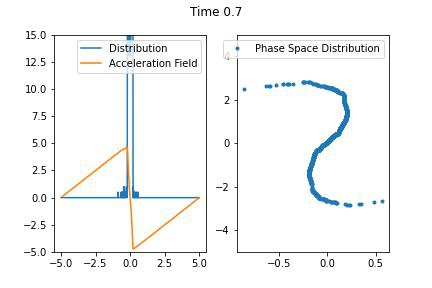 Time 0.7
15.0
12.5
10.0
7.5
5.0
2.5
0.0
−2.5
−5.0
−5.0 −2.5 0.0 2.5 5.0
Distribution
Acceleration Field
4
2
0
−2
−4
−0.5 0.0 0.5
Phase Space Distribution